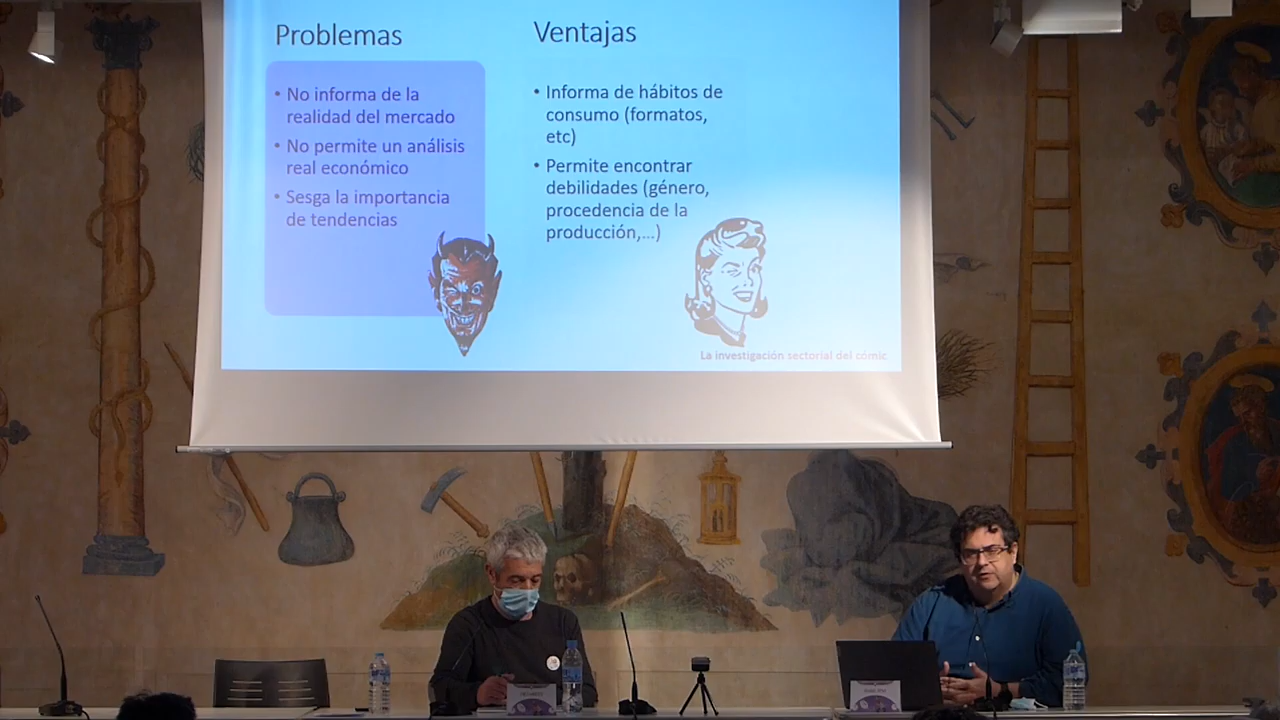 Problemas
• No informa de la
realidad del mercado
• No permite un análisis
real económico
• Sesga la importancia
de tendencias
Ventajas
• Informa de hábitos de
consumo (formatos,
etc)
• Permite encontrar
debilidades (género,
procedencia de la
producción,...)
La investigación sectorial del cómic